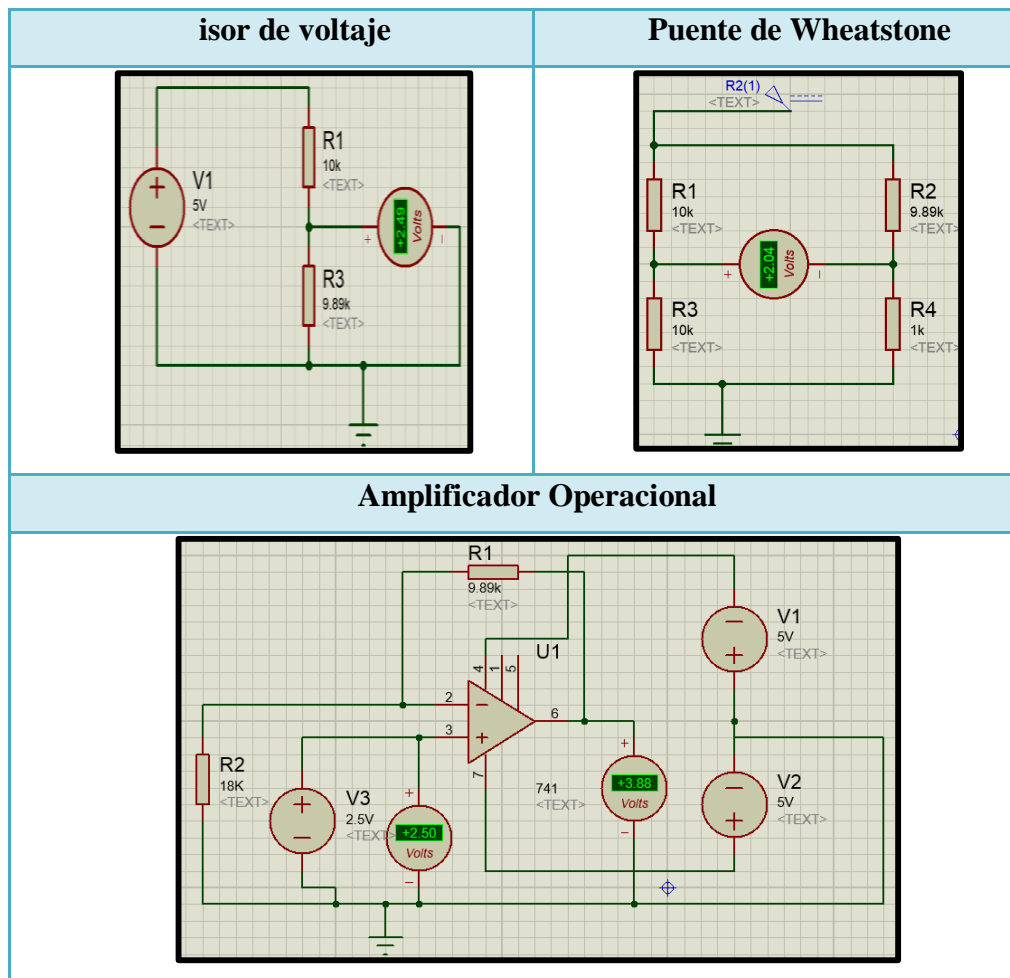 isor de voltaje
Puente de Wheatstone
R1
10k
<TEXT>
V1
5V
<TEXT>
+
−
+2.49
Volts
+
−
R3
9.89k
<TEXT>
R2(1)
<TEXT>
R1
10k
<TEXT>
R2
9.89k
<TEXT>
+2.04
Volts
+
−
R3
10k
<TEXT>
R4
1k
<TEXT>
Amplificador Operacional
R1
9.89k
<TEXT>
U1
4
1
5
2
−
3
+
6
7
741
<TEXT>
V1
5V
<TEXT>
−
+
R2
18K
<TEXT>
V3
2.5V
<TEXT>
+
−
+
+2.50
Volts
−
+
+3.88
Volts
−
V2
5V
<TEXT>
−
+